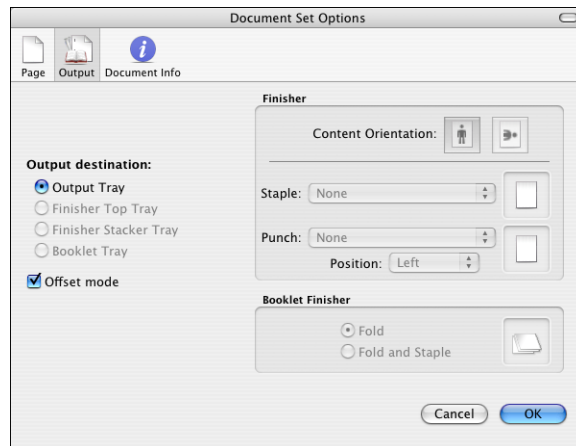 Document Set Options
Page Output Document Info
Output destination:
Output Tray
Finisher Top Tray
Finisher Stacker Tray
Booklet Tray
Offset mode
Finisher
Content Orientation:
Staple: None
Punch: None
Position: Left
Booklet Finisher
Fold
Fold and Staple
Cancel OK